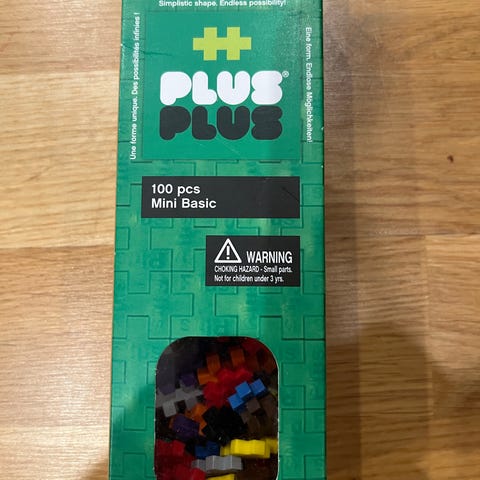 Simplistic shape. Endless possibility!
Une forme unique. Des possibilités infinies !
Eine form. Endlose Möglichkeiten!
PLUS®
PLUS
100 pcs
Mini Basic
WARNING
CHOKING HAZARD - Small parts.
Not for children under 3 yrs.